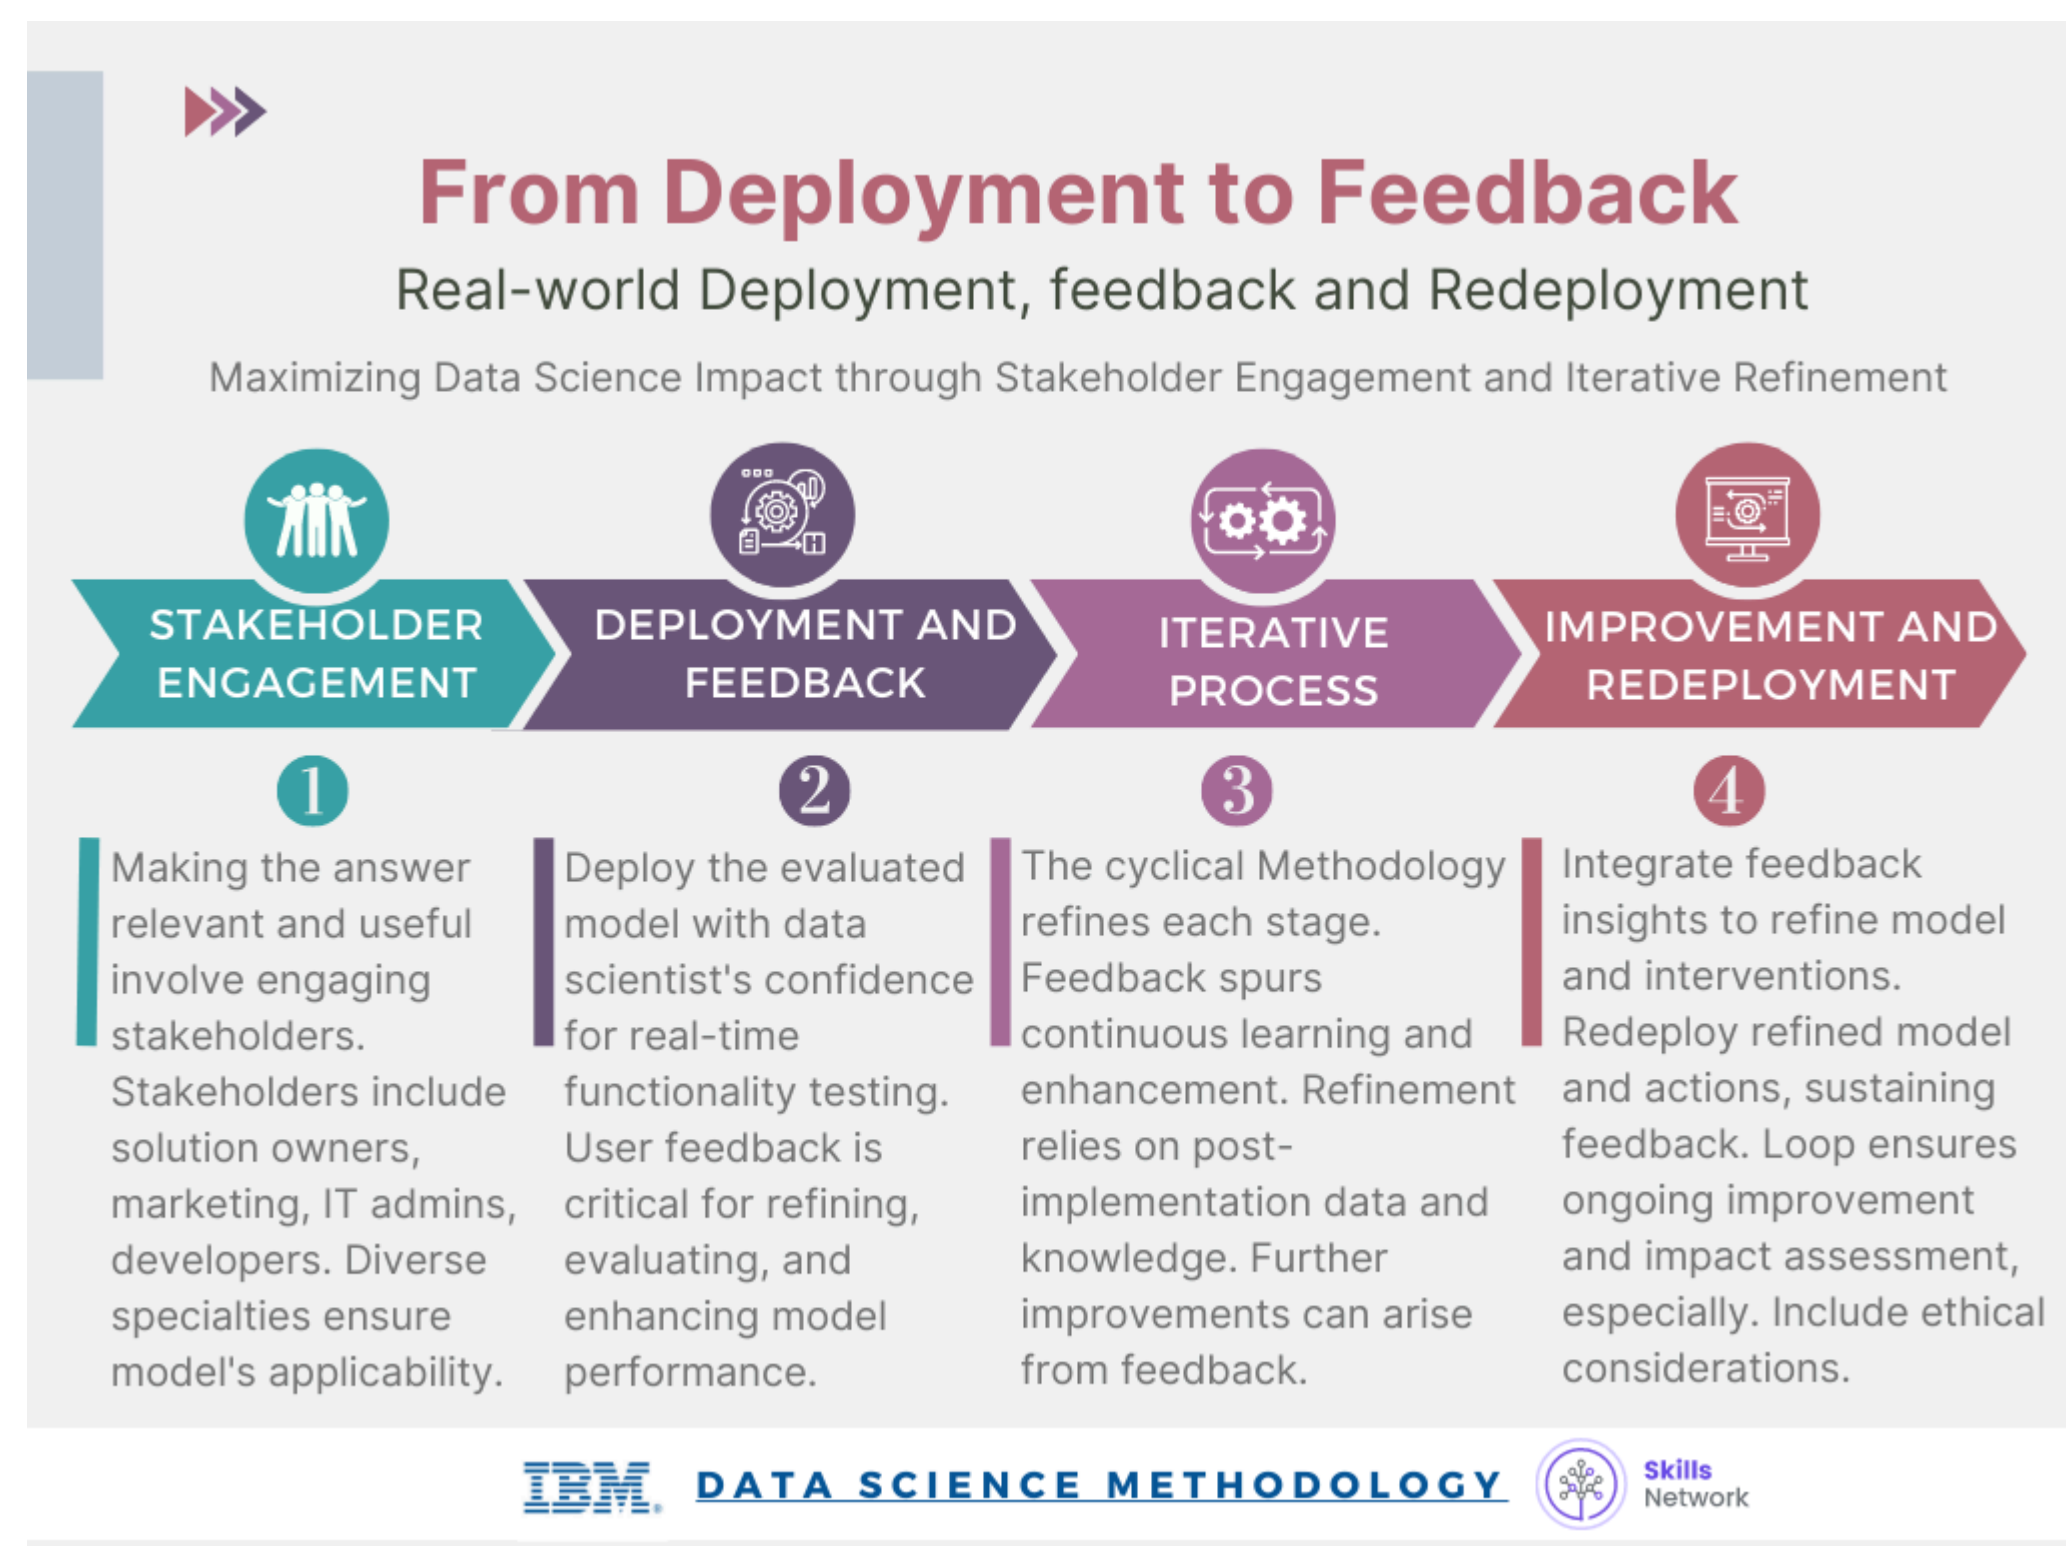 From Deployment to Feedback
Real-world Deployment, feedback and Redeployment
Maximizing Data Science Impact through Stakeholder Engagement and Iterative Refinement
STAKEHOLDER
ENGAGEMENT
1
Making the answer
relevant and useful
involve engaging
stakeholders.
Stakeholders include
solution owners,
marketing, IT admins,
developers. Diverse
specialties ensure
model's applicability.
DEPLOYMENT AND
FEEDBACK
2
Deploy the evaluated
model with data
scientist's confidence
for real-time
functionality testing.
User feedback is
critical for refining,
evaluating, and
enhancing model
performance.
ITERATIVE
PROCESS
3
The cyclical Methodology
refines each stage.
Feedback spurs
continuous learning and
enhancement. Refinement
relies on post-
implementation data and
knowledge. Further
improvements can arise
from feedback.
IMPROVEMENT AND
REDEPLOYMENT
4
Integrate feedback
insights to refine model
and interventions.
Redeploy refined model
and actions, sustaining
feedback. Loop ensures
ongoing improvement
and impact assessment,
especially. Include ethical
considerations.
IBM® DATA SCIENCE METHODOLOGY
Skills
Network